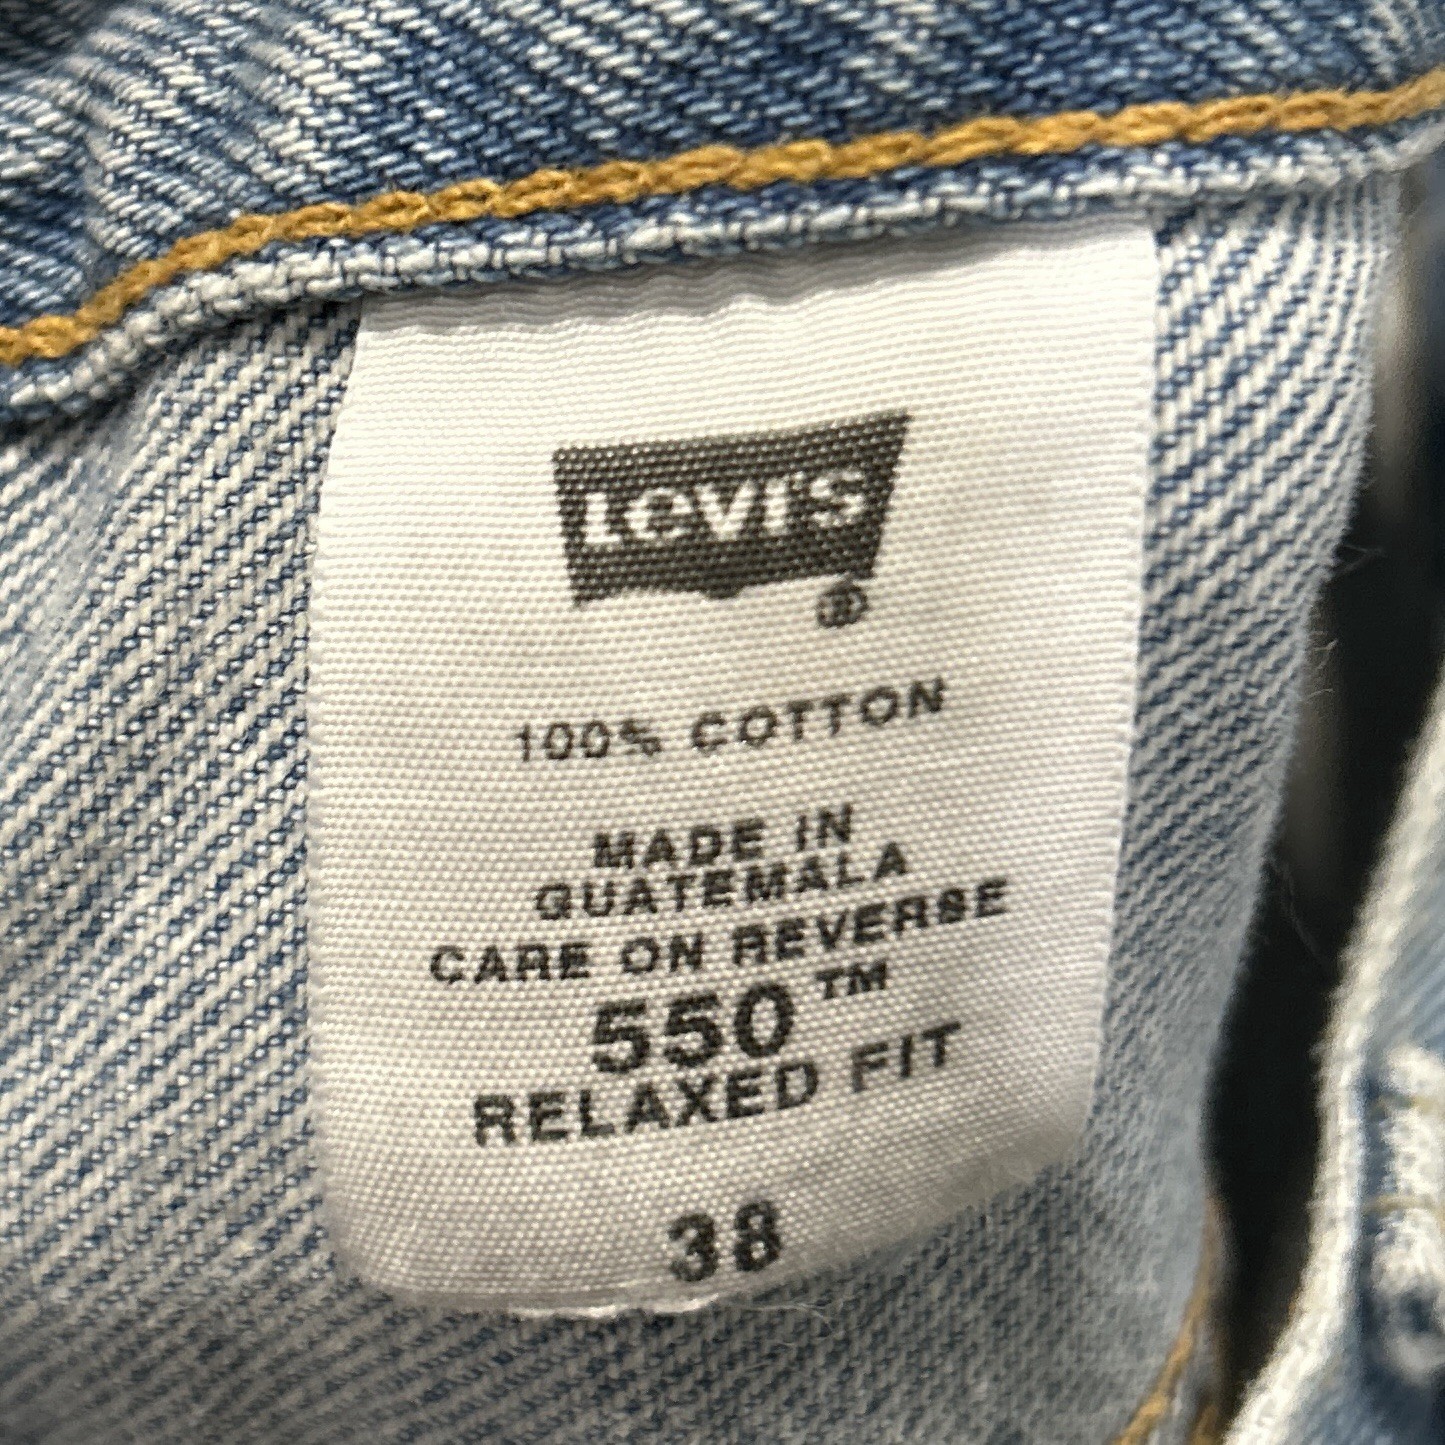 Levi's
®
100% COTTON
MADE IN
GUATEMALA
CARE ON REVERSE
550™
RELAXED FIT
38